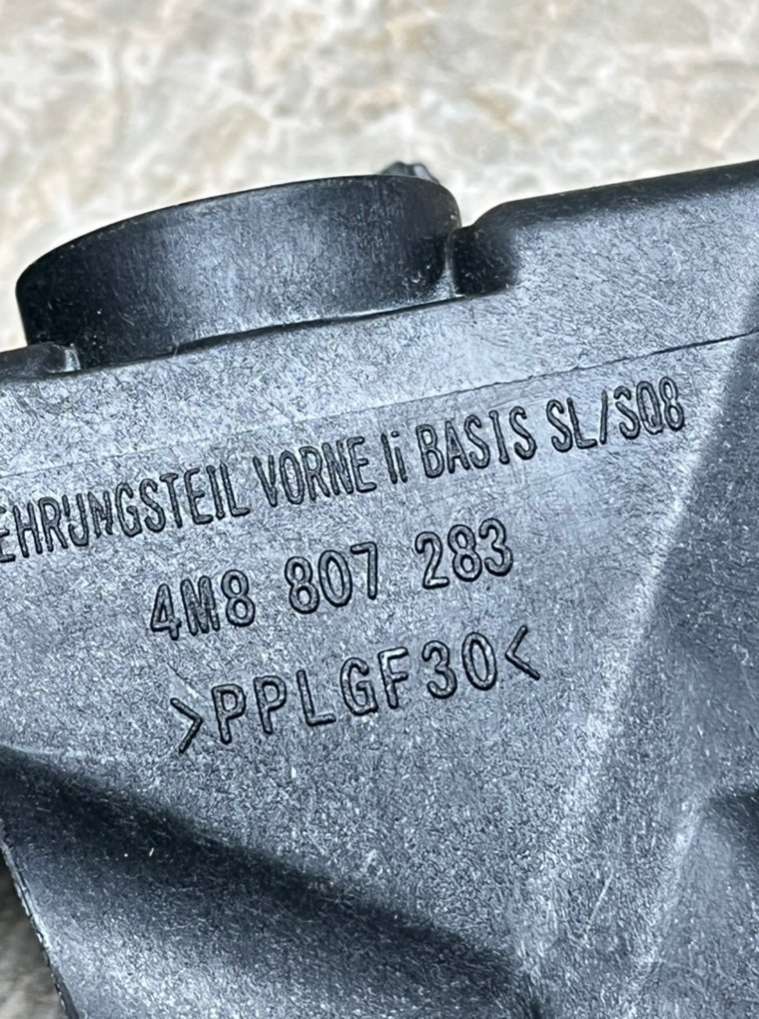 EHRUNGSTEIL VORNE li BASIS SL/SQ8
4M8 807 283
>PPLGF30<